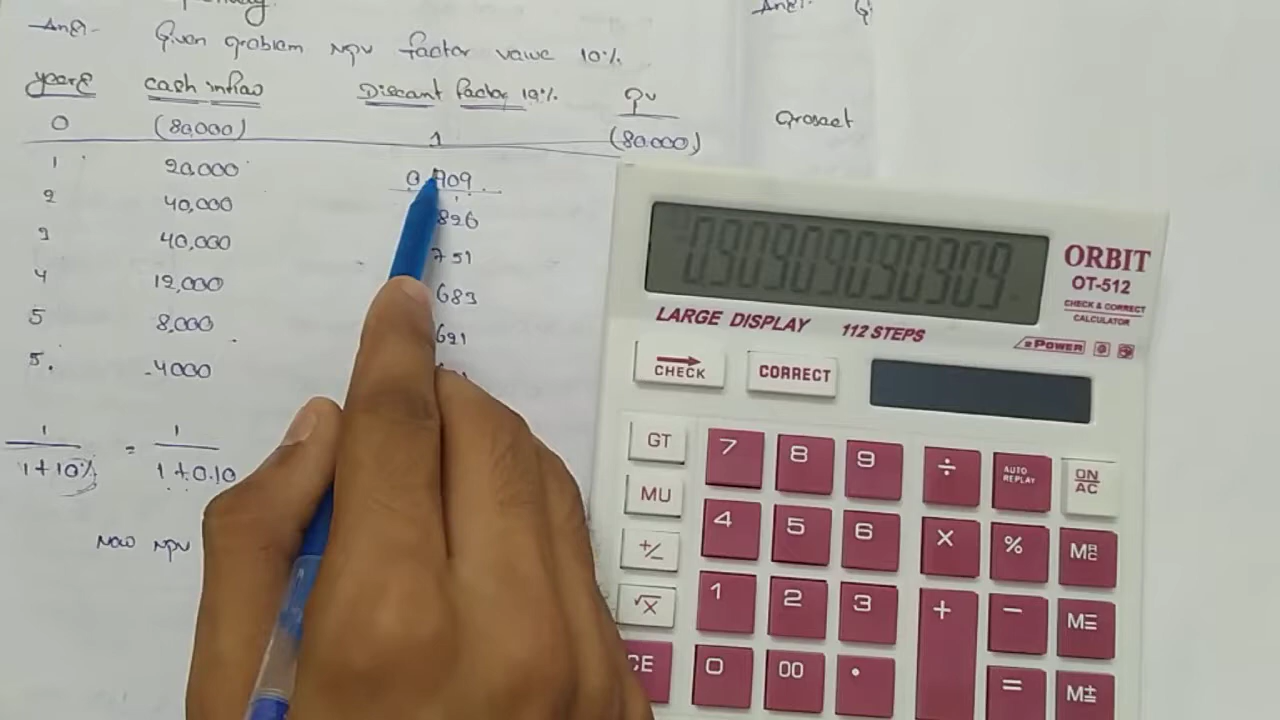 Ans:-
Given problem NPV factor value 10%
years cash inflow Discount factor 10% PV
0 (80,000) 1 (80,000)
1 20,000 0.909
2 40,000 826
3 40,000 751
4 12,000 683
5 8,000 621
5. 4000
1 / 1+10% = 1 / 1+0.10
Now NPV
Ans:-
0.90909090909
ORBIT
OT-512
CHECK & CORRECT
CALCULATOR
LARGE DISPLAY 112 STEPS
2 POWER
CHECK CORRECT
GT 7 8 9 ÷ AUTO REPLAY ON/AC
MU 4 5 6 × % MRC
+/- 1 2 3 + − M=
√X
CE 0 00 • = M±